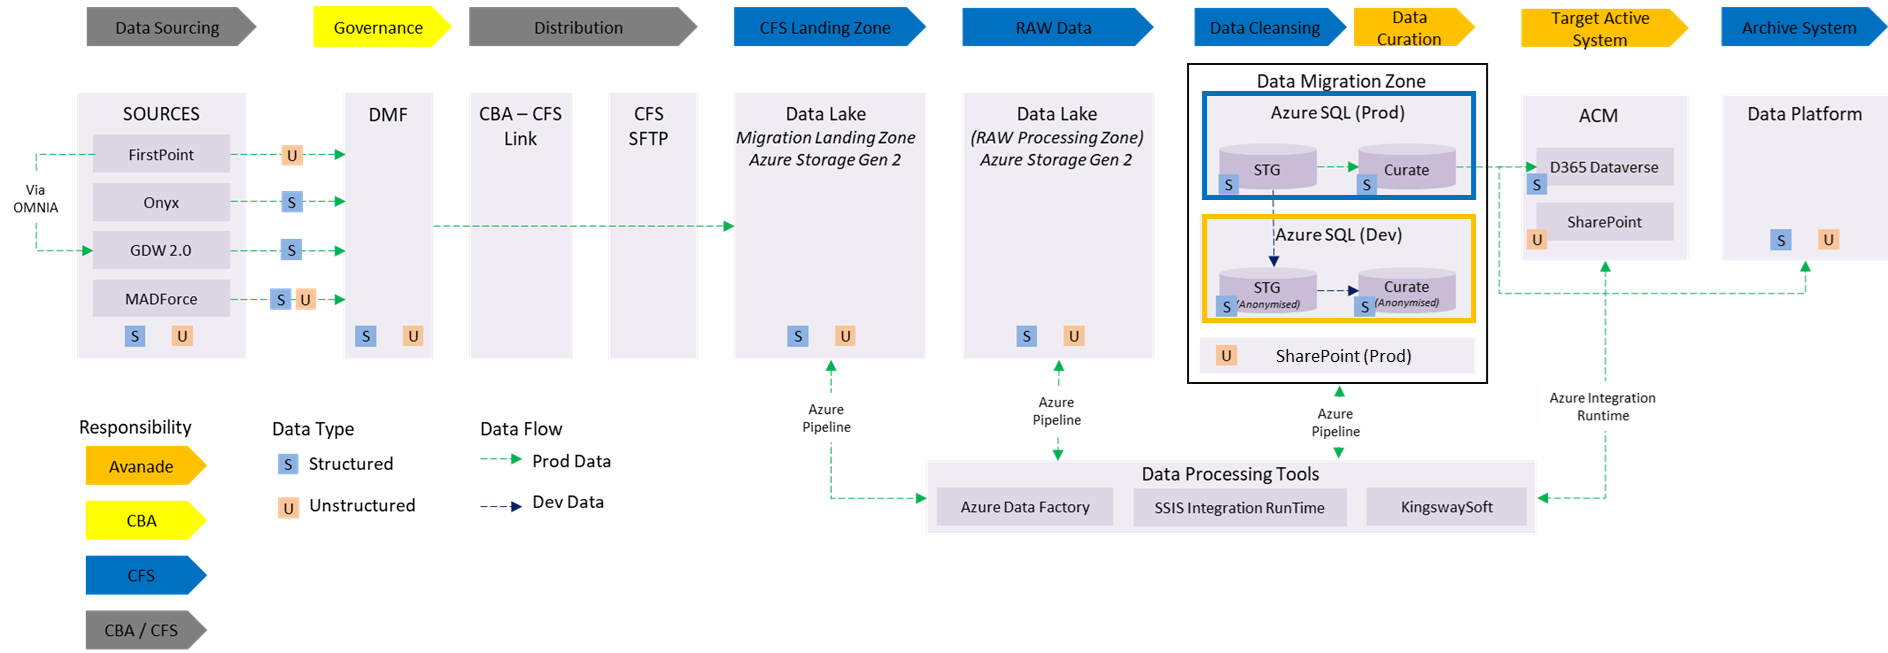 Data Sourcing
Governance
Distribution
CFS Landing Zone
RAW Data
Data Cleansing
Data
Curation
Target Active
System
Archive System
SOURCES
FirstPoint
Onyx
GDW 2.0
MADForce
S
U
Via
OMNIA
U
S
S
S
U
DMF
S
U
CBA – CFS
Link
CFS
SFTP
Data Lake
Migration Landing Zone
Azure Storage Gen 2
S
U
Data Lake
(RAW Processing Zone)
Azure Storage Gen 2
S
U
Data Migration Zone
Azure SQL (Prod)
STG
S
Curate
S
Azure SQL (Dev)
STG
(Anonymised)
S
Curate
(Anonymised)
S
U
SharePoint (Prod)
ACM
D365 Dataverse
S
SharePoint
U
Data Platform
S
U
Azure
Pipeline
Azure
Pipeline
Azure
Pipeline
Azure Integration
Runtime
Data Processing Tools
Azure Data Factory
SSIS Integration RunTime
KingswaySoft
Responsibility
Avanade
CBA
CFS
CBA / CFS
Data Type
S
Structured
U
Unstructured
Data Flow
Prod Data
Dev Data